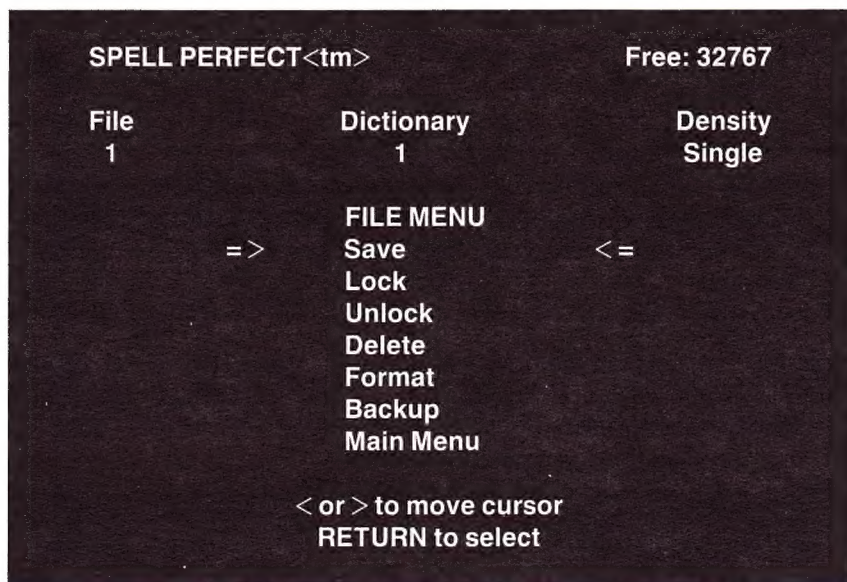 SPELL PERFECT<tm> Free: 32767
File Dictionary Density
1 1 Single
FILE MENU
=> Save <=
Lock
Unlock
Delete
Format
Backup
Main Menu
< or > to move cursor
RETURN to select